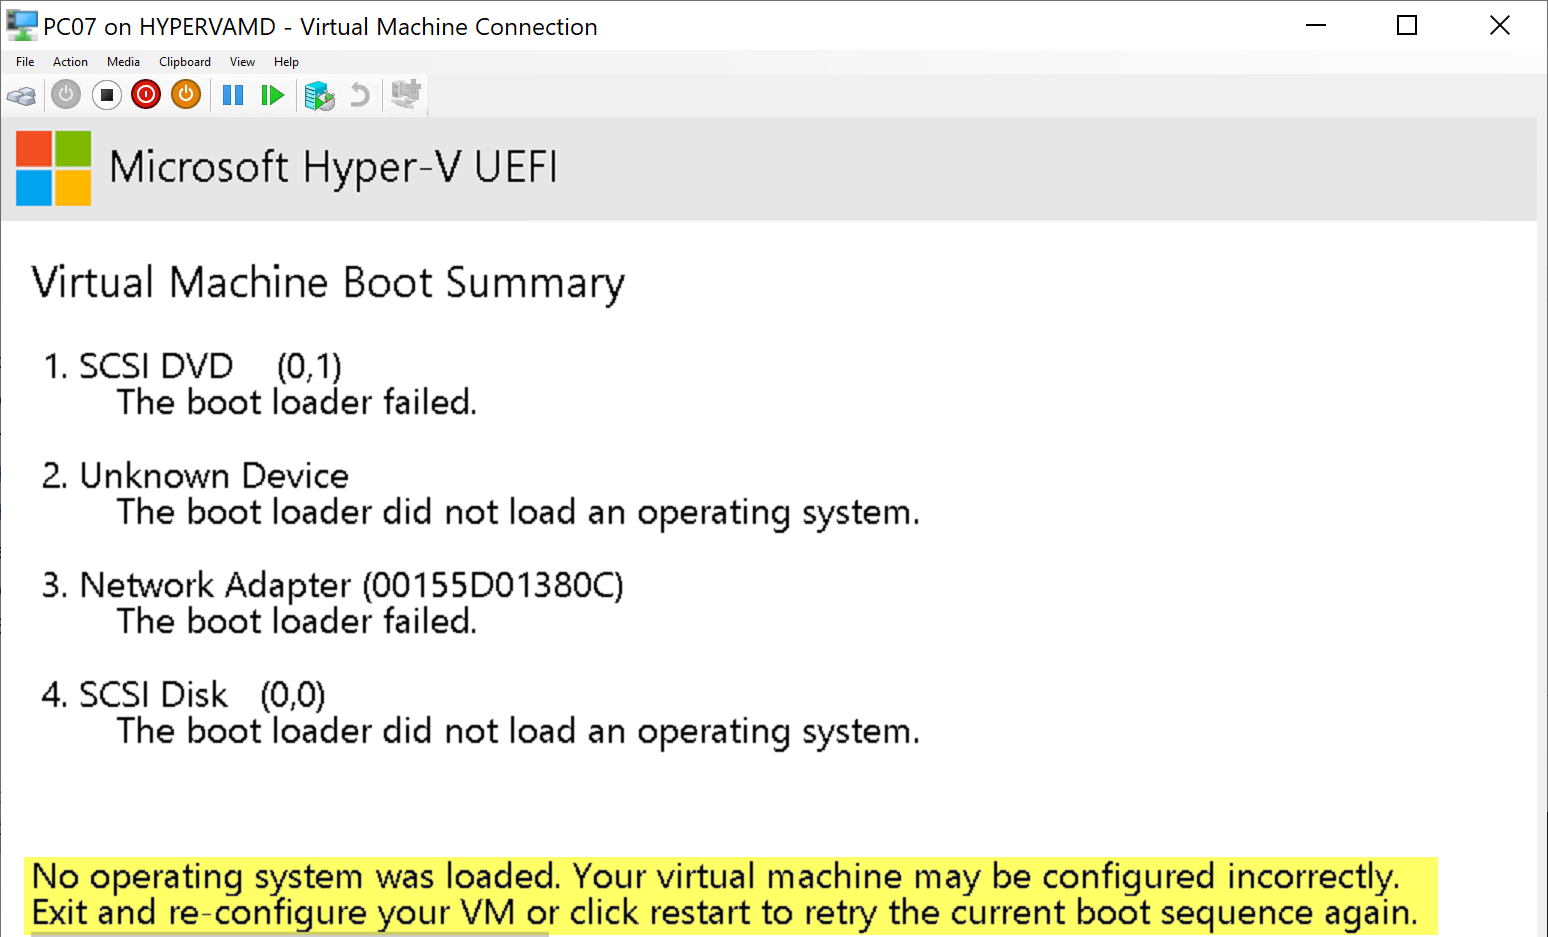 PC07 on HYPERVAMD - Virtual Machine Connection
File Action Media Clipboard View Help
Microsoft Hyper-V UEFI
Virtual Machine Boot Summary
1. SCSI DVD (0,1)
The boot loader failed.
2. Unknown Device
The boot loader did not load an operating system.
3. Network Adapter (00155D01380C)
The boot loader failed.
4. SCSI Disk (0,0)
The boot loader did not load an operating system.
No operating system was loaded. Your virtual machine may be configured incorrectly.
Exit and re-configure your VM or click restart to retry the current boot sequence again.